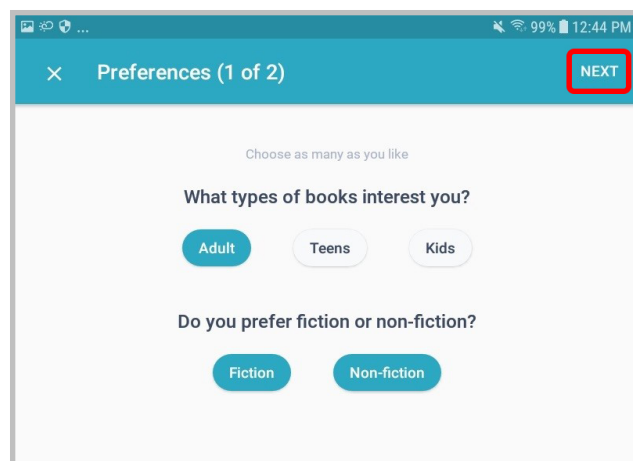 ... 99% 12:44 PM
Preferences (1 of 2) NEXT
Choose as many as you like
What types of books interest you?
Adult Teens Kids
Do you prefer fiction or non-fiction?
Fiction Non-fiction